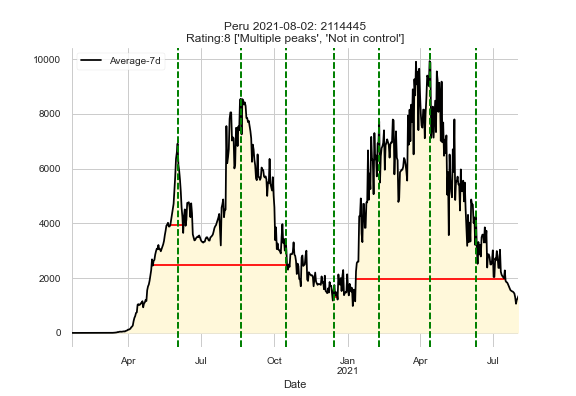 Peru 2021-08-02: 2114445
Rating:8 ['Multiple peaks', 'Not in control']
Average-7d
10000
8000
6000
4000
2000
0
Apr
Jul
Oct
Jan
2021
Apr
Jul
Date